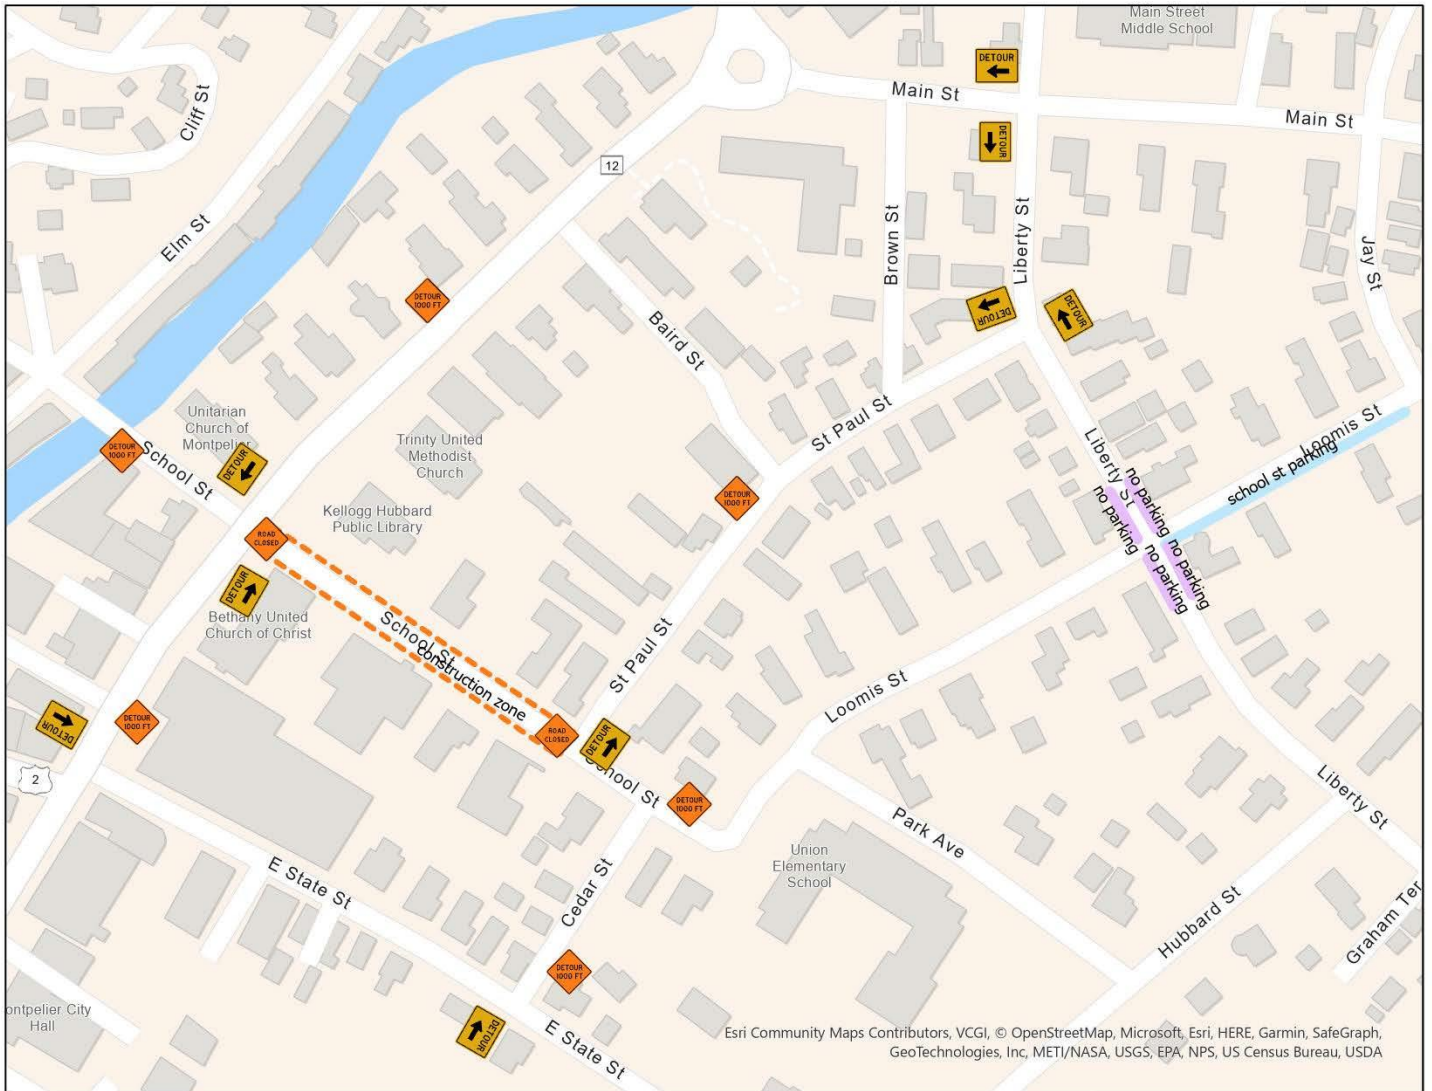 Main Street
Middle School
DETOUR
Main St
Main St
Cliff St
DETOUR
12
Elm St
Brown St
Liberty St
Jay St
DETOUR
1000 FT
DETOUR
DETOUR
Baird St
Unitarian
Church of
Montpelier
St Paul St
Loomis St
school st parking
DETOUR
1000 FT
School St
DETOUR
Trinity United
Methodist
Church
Liberty St
no parking
no parking
DETOUR
1000 FT
Kellogg Hubbard
Public Library
ROAD
CLOSED
no parking
no parking
DETOUR
Bethany United
Church of Christ
School St
construction zone
St Paul St
Loomis St
DETOUR
DETOUR
1000 FT
ROAD
CLOSED
DETOUR
School St
2
DETOUR
1000 FT
Liberty St
Park Ave
Union
Elementary
School
E State St
Cedar St
Hubbard St
Graham Ter
DETOUR
1000 FT
ontpelier City
Hall
DETOUR
E State St
Esri Community Maps Contributors, VCGI, © OpenStreetMap, Microsoft, Esri, HERE, Garmin, SafeGraph,
GeoTechnologies, Inc, METI/NASA, USGS, EPA, NPS, US Census Bureau, USDA